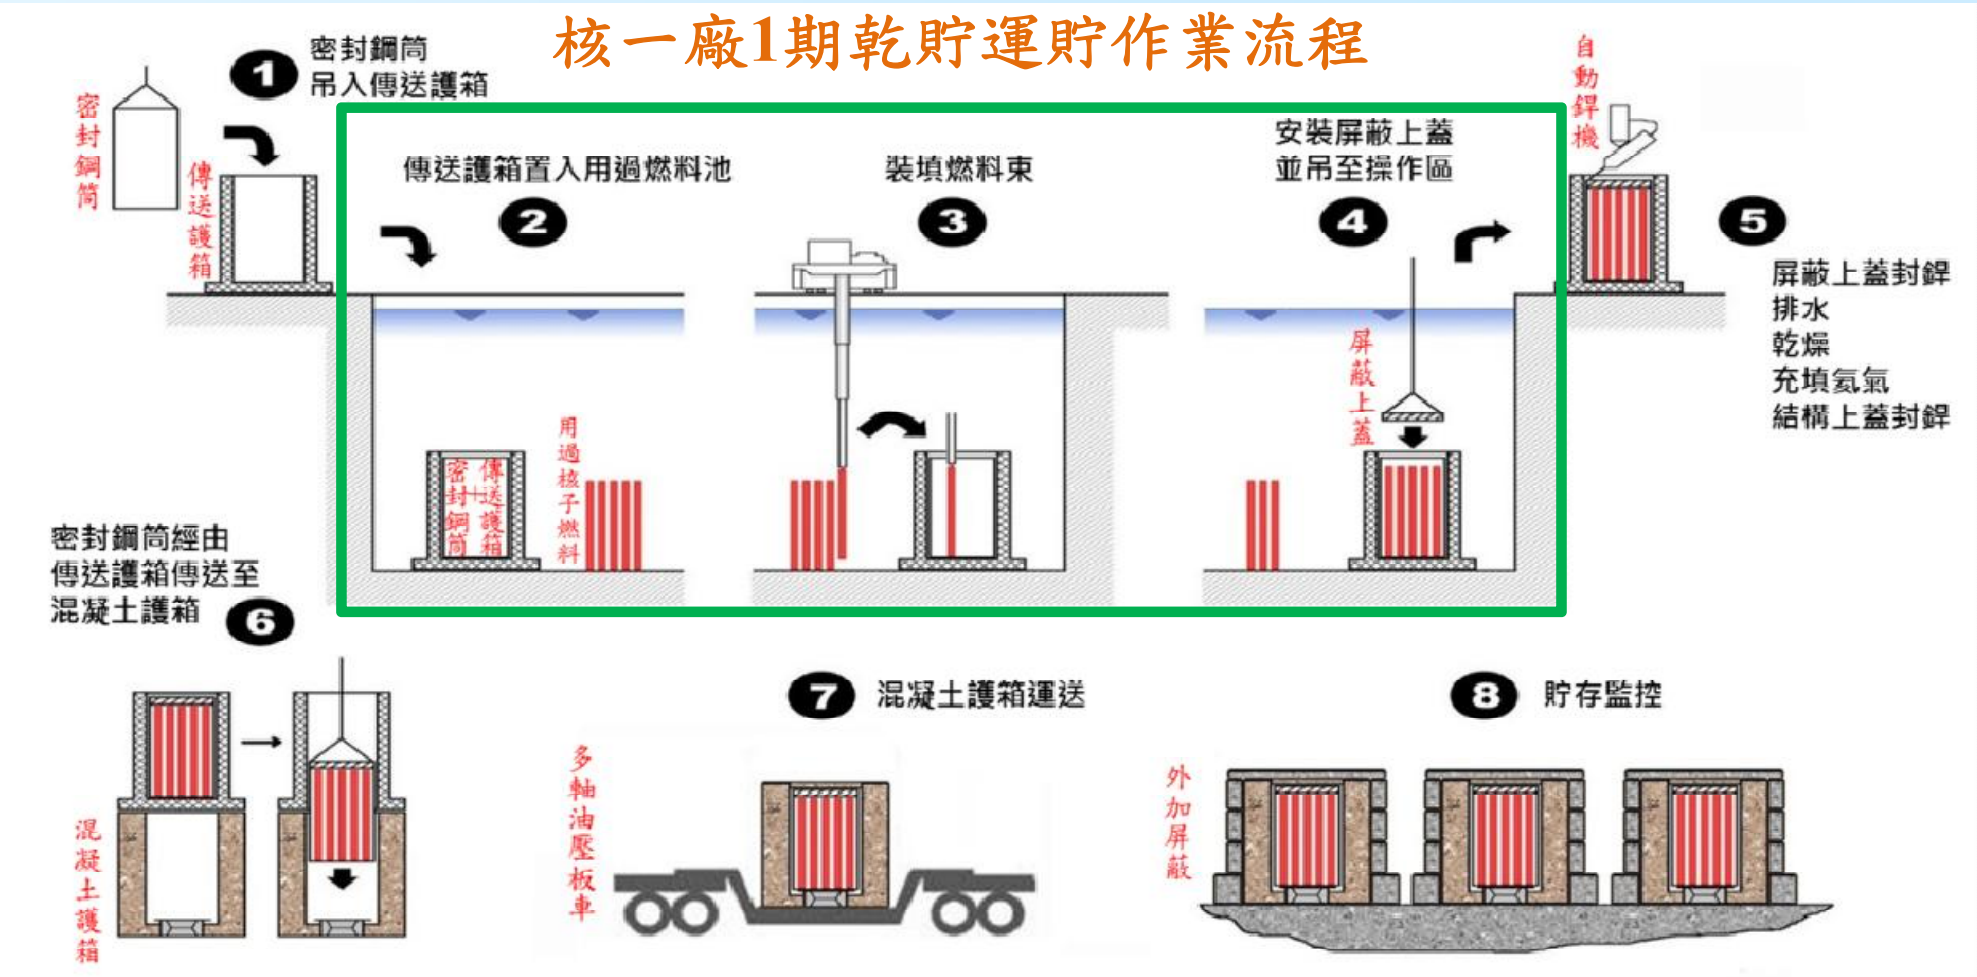 核一廠1期乾貯運貯作業流程
1
密封鋼筒
吊入傳送護箱
密封鋼筒
傳送護箱
傳送護箱置入用過燃料池
2
密封鋼筒
+
傳送護箱
用過核子燃料
裝填燃料束
3
安裝屏蔽上蓋
並吊至操作區
4
屏蔽上蓋
自動銲機
5
屏蔽上蓋封銲
排水
乾燥
充填氦氣
結構上蓋封銲
密封鋼筒經由
傳送護箱傳送至
混凝土護箱
6
混凝土護箱
7
混凝土護箱運送
多軸油壓板車
8
貯存監控
外加屏蔽